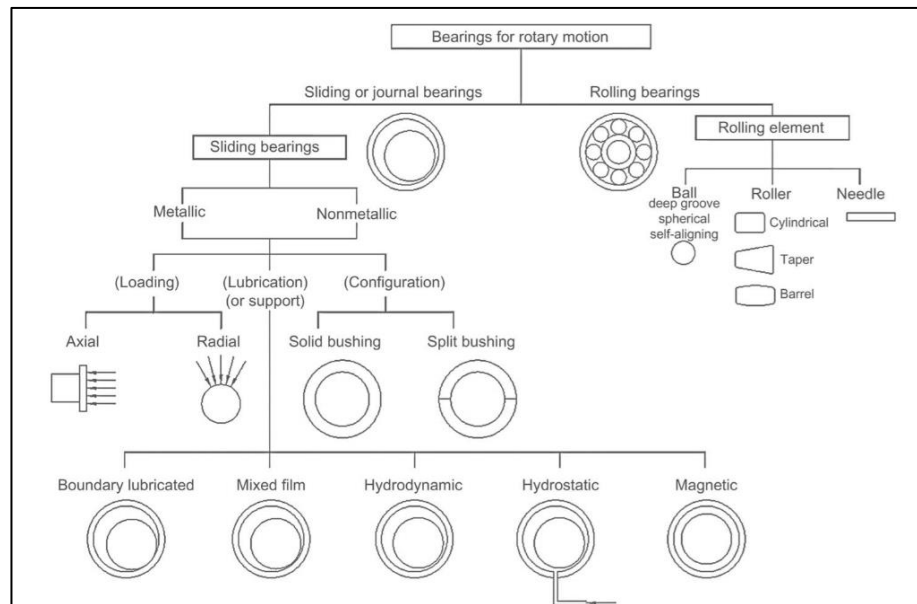 Bearings for rotary motion
Sliding or journal bearings
Rolling bearings
Sliding bearings
Rolling element
Metallic
Nonmetallic
Ball
deep groove
spherical
self-aligning
Roller
Cylindrical
Taper
Barrel
Needle
(Loading)
(Lubrication)
(or support)
(Configuration)
Axial
Radial
Solid bushing
Split bushing
Boundary lubricated
Mixed film
Hydrodynamic
Hydrostatic
Magnetic